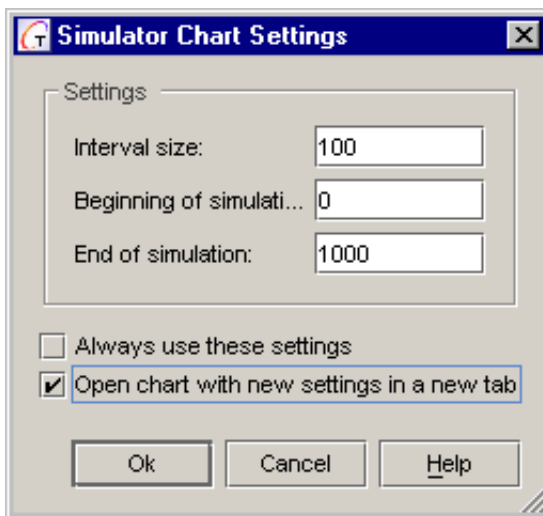 Simulator Chart Settings
Settings
Interval size: 100
Beginning of simulati... 0
End of simulation: 1000
Always use these settings
Open chart with new settings in a new tab
Ok Cancel Help